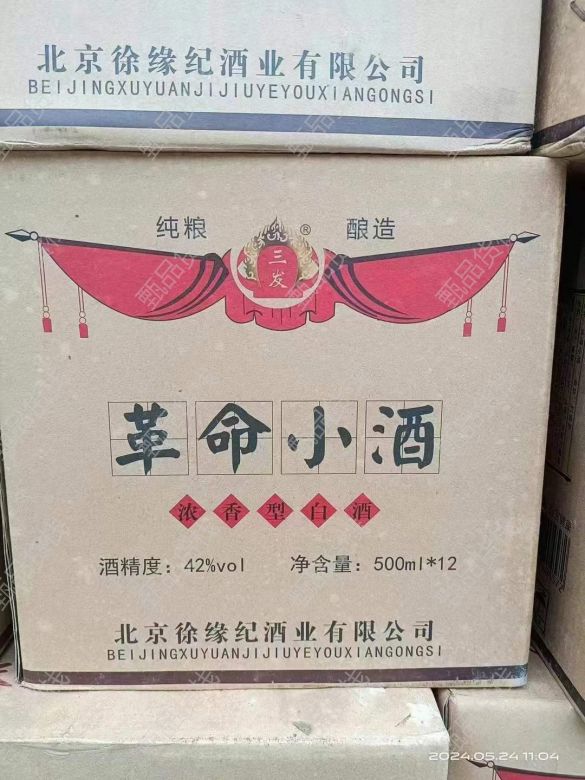 北京徐缘纪酒业有限公司
BEIJINGXUYUANJIJIUYEYOUXIANGONGSI
纯粮 ® 酿造
三
发
革命小酒
浓香型白酒
酒精度：42%vol 净含量：500ml*12
北京徐缘纪酒业有限公司
BEIJINGXUYUANJIJIUYEYOUXIANGONGSI
2024.05.24 11:04